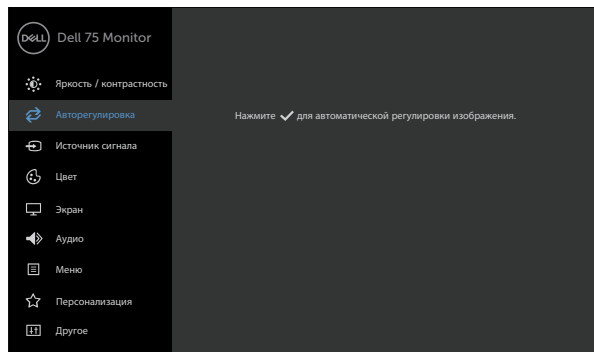 DELL Dell 75 Monitor
Яркость / контрастность
Авторегулировка
Нажмите ✓ для автоматической регулировки изображения.
Источник сигнала
Цвет
Экран
Аудио
Меню
Персонализация
Другое